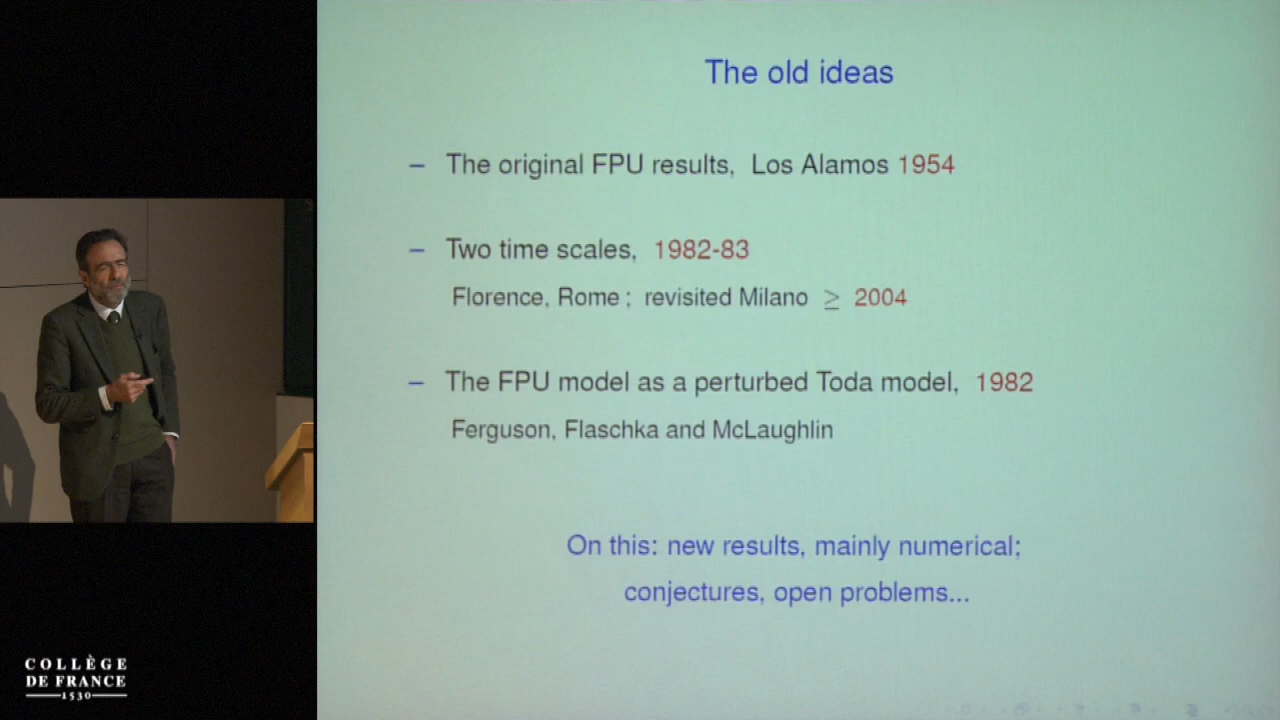 The old ideas
– The original FPU results, Los Alamos 1954
– Two time scales, 1982-83
Florence, Rome ; revisited Milano ≥ 2004
– The FPU model as a perturbed Toda model, 1982
Ferguson, Flaschka and McLaughlin
On this: new results, mainly numerical;
conjectures, open problems...
COLLÈGE
DE FRANCE
1530